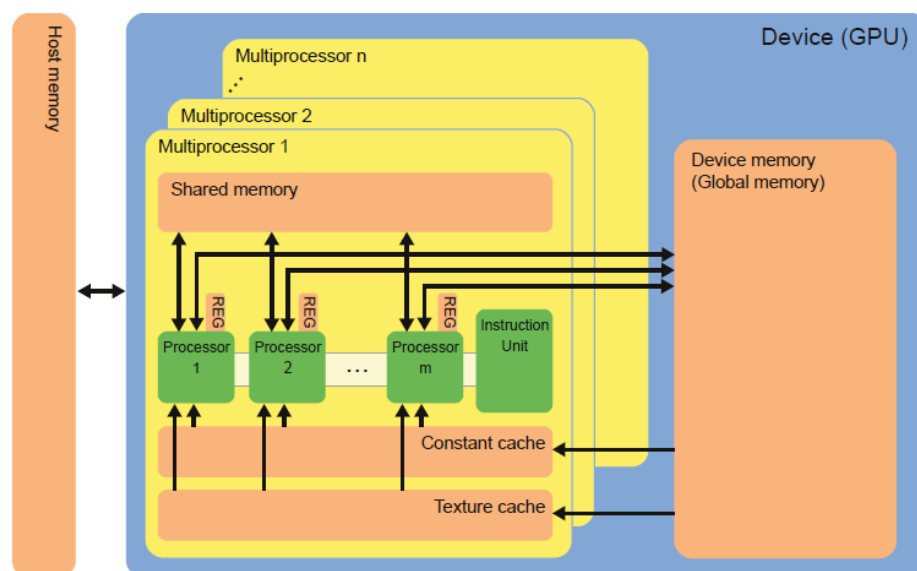 Host memory
Device (GPU)
Multiprocessor n
Multiprocessor 2
Multiprocessor 1
Shared memory
Device memory
(Global memory)
REG
REG
REG
Processor
1
Processor
2
...
Processor
m
Instruction
Unit
Constant cache
Texture cache